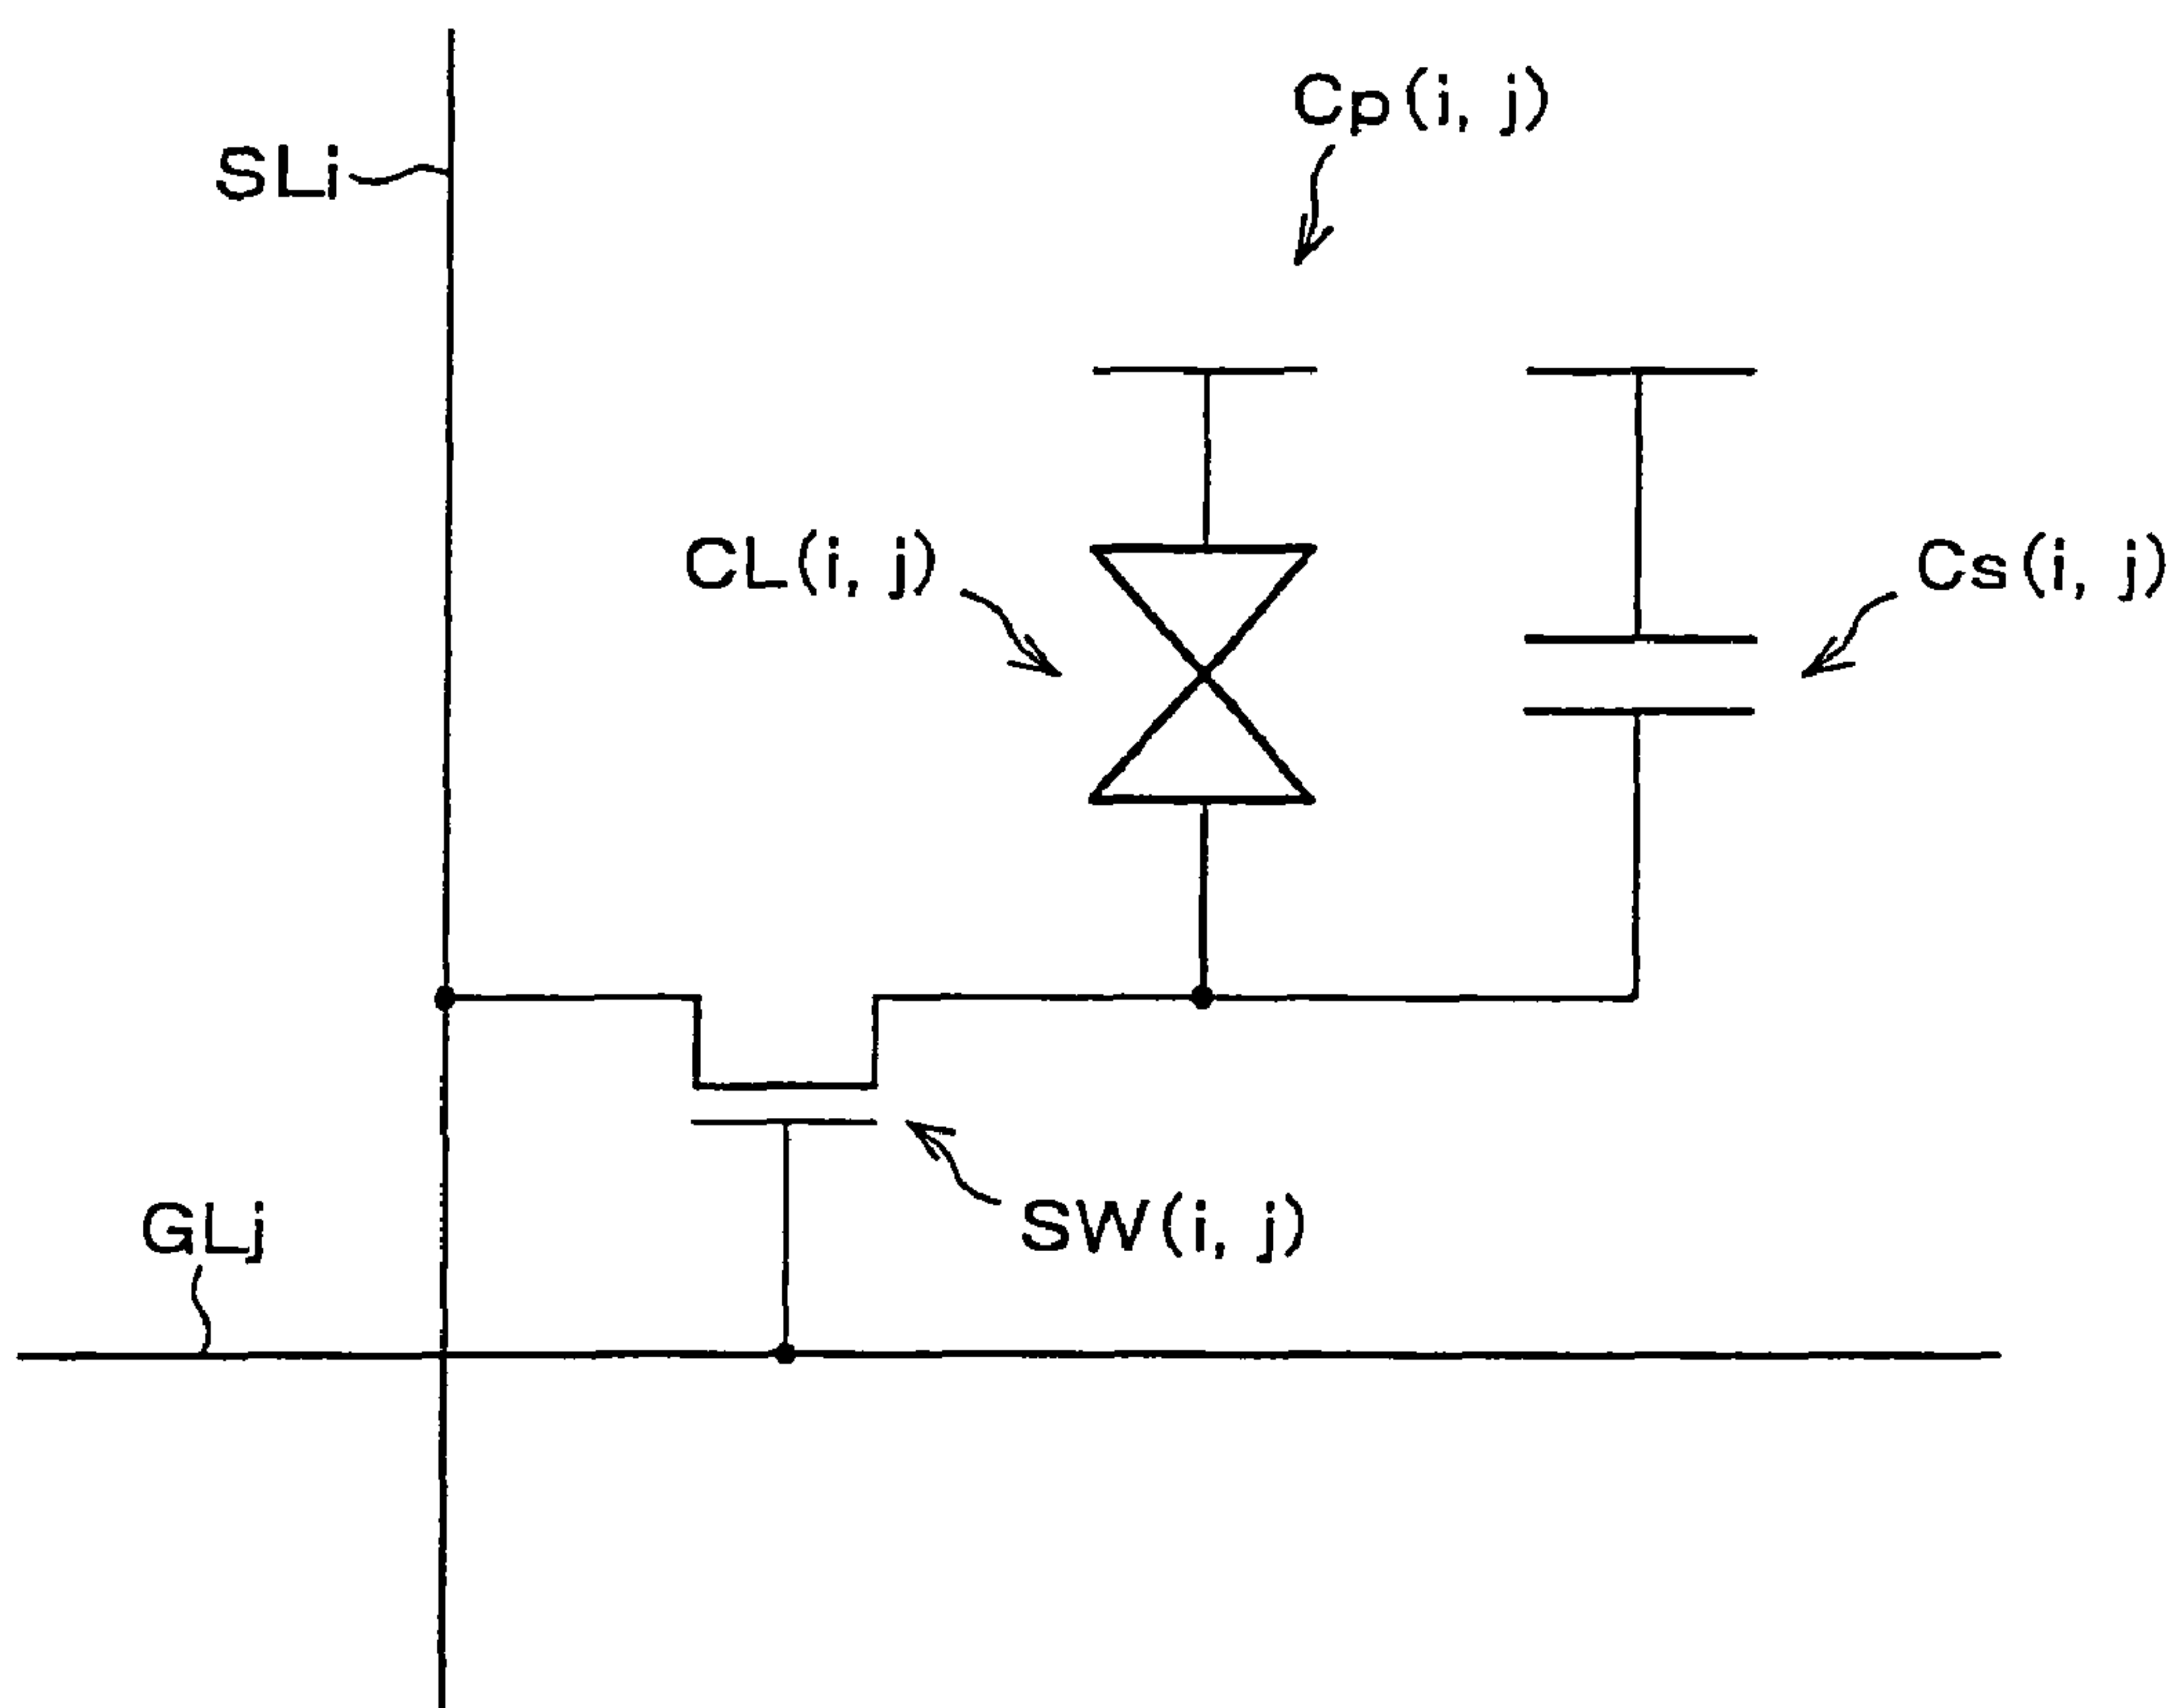 Cp(i, j)
SLi
CL(i, j)
Cs(i, j)
SW(i, j)
GLj